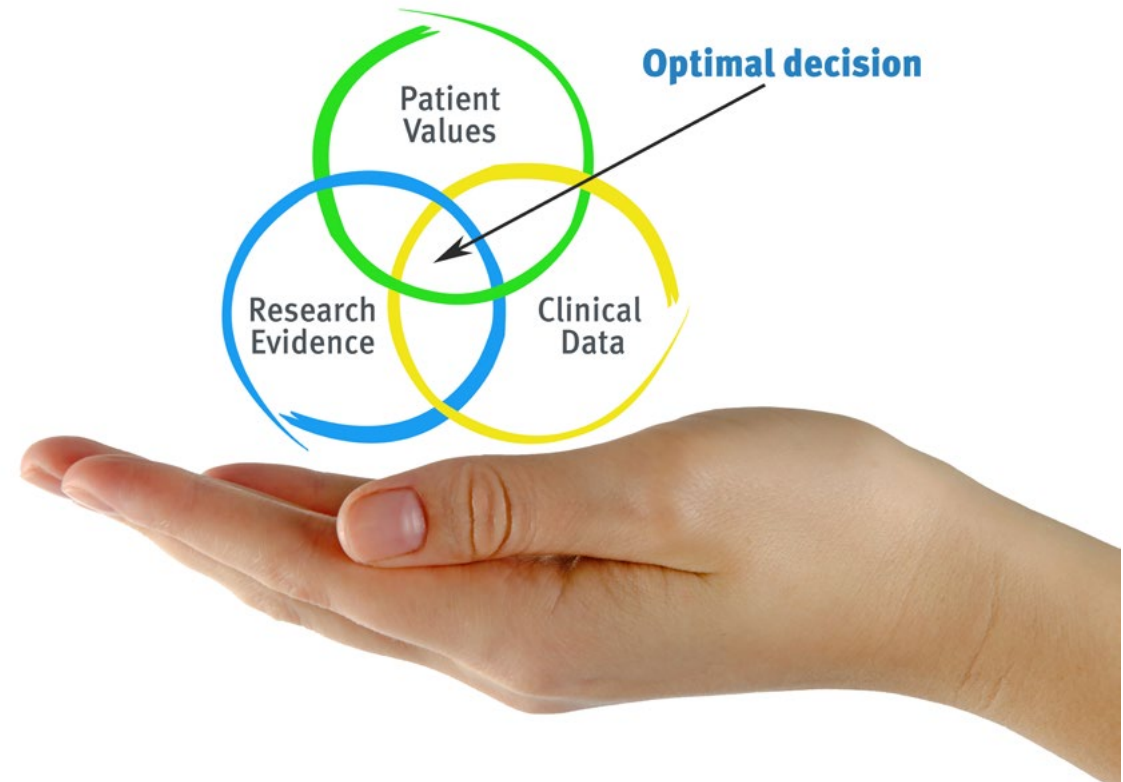 Optimal decision
Patient
Values
Research
Evidence
Clinical
Data